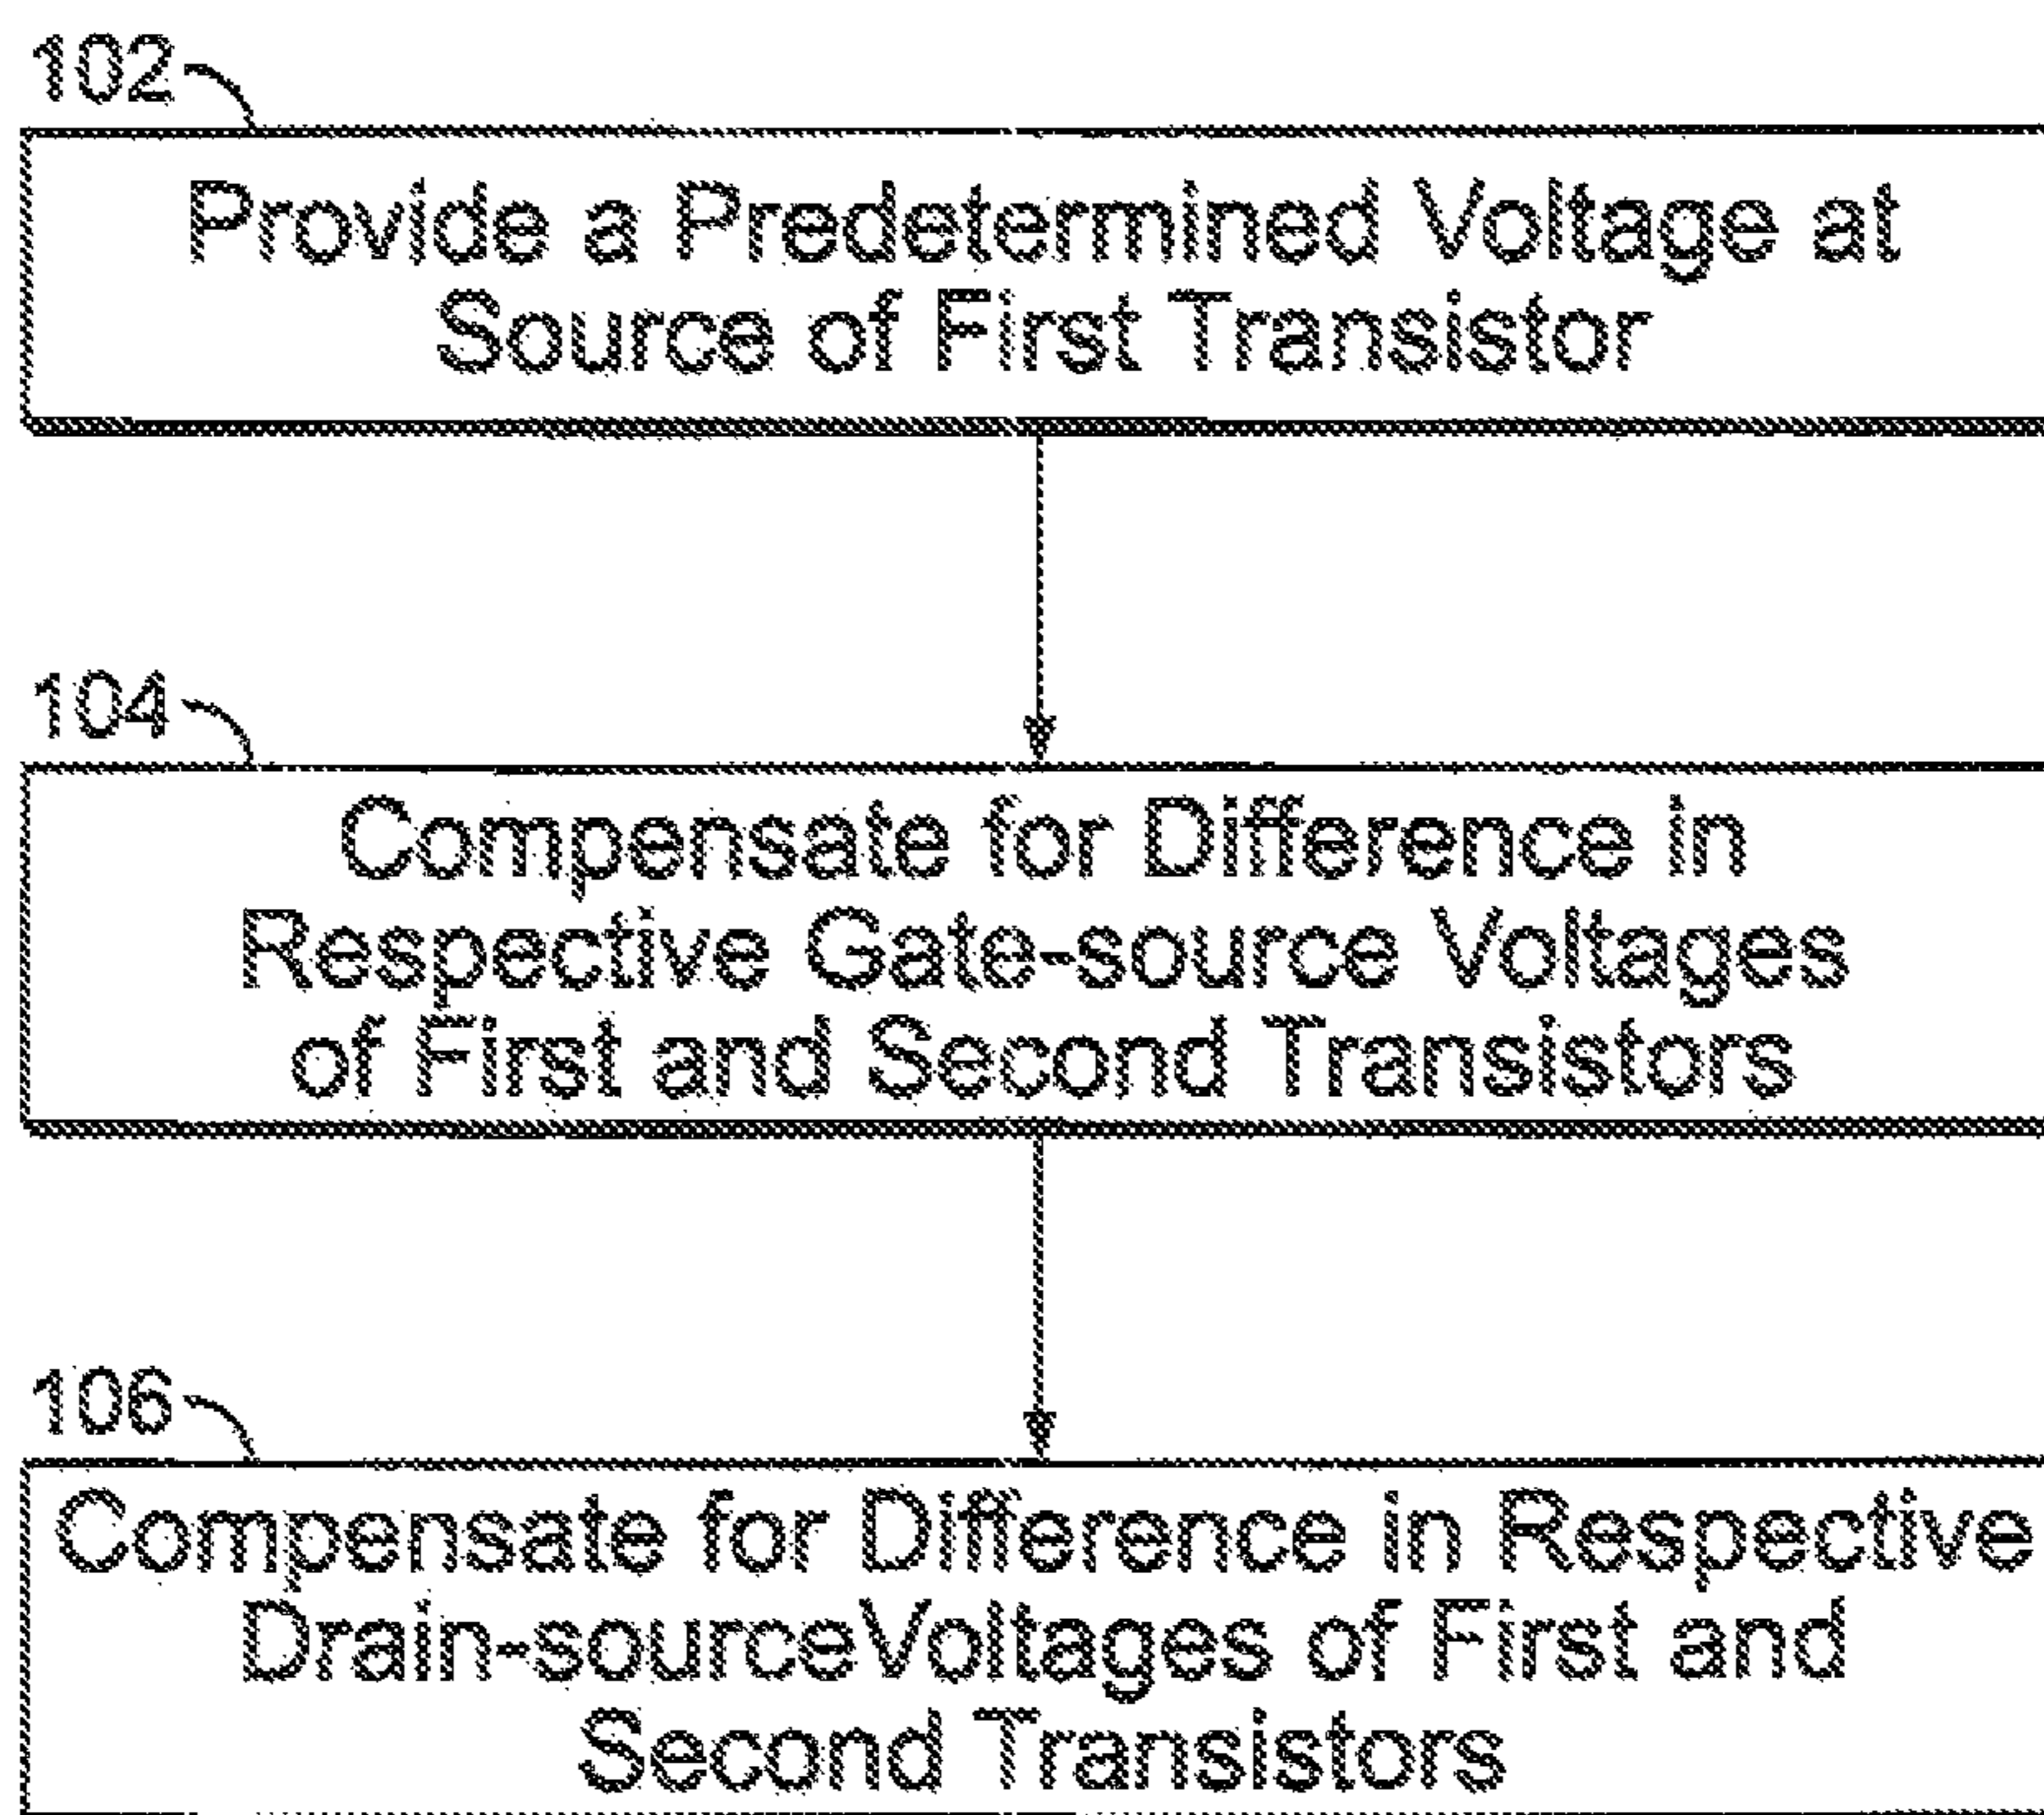 102
Provide a Predetermined Voltage at
Source of First Transistor
104
Compensate for Difference in
Respective Gate-source Voltages
of First and Second Transistors
106
Compensate for Difference in Respective
Drain-sourceVoltages of First and
Second Transistors